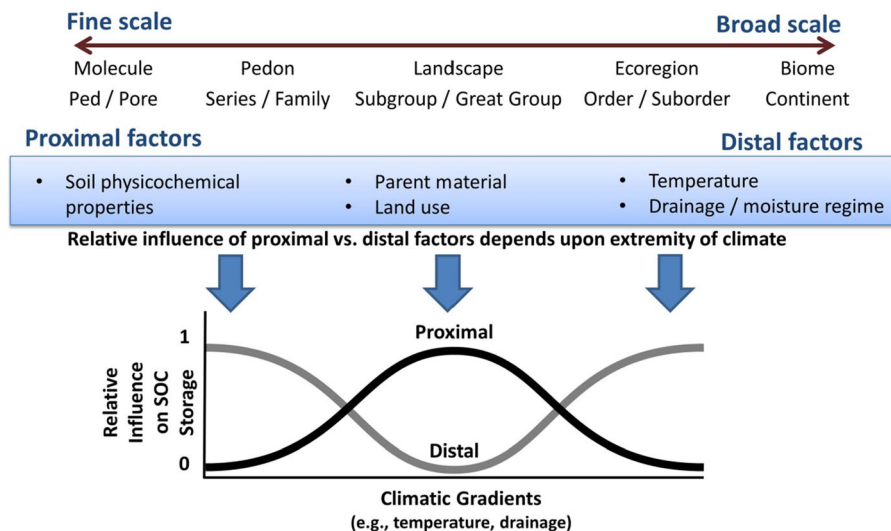 Fine scale Broad scale
Molecule Pedon Landscape Ecoregion Biome
Ped / Pore Series / Family Subgroup / Great Group Order / Suborder Continent
Proximal factors Distal factors
• Soil physicochemical • Parent material • Temperature
properties • Land use • Drainage / moisture regime
Relative influence of proximal vs. distal factors depends upon extremity of climate
Relative
Influence
on SOC
Storage
1
Proximal
Distal
0
Climatic Gradients
(e.g., temperature, drainage)